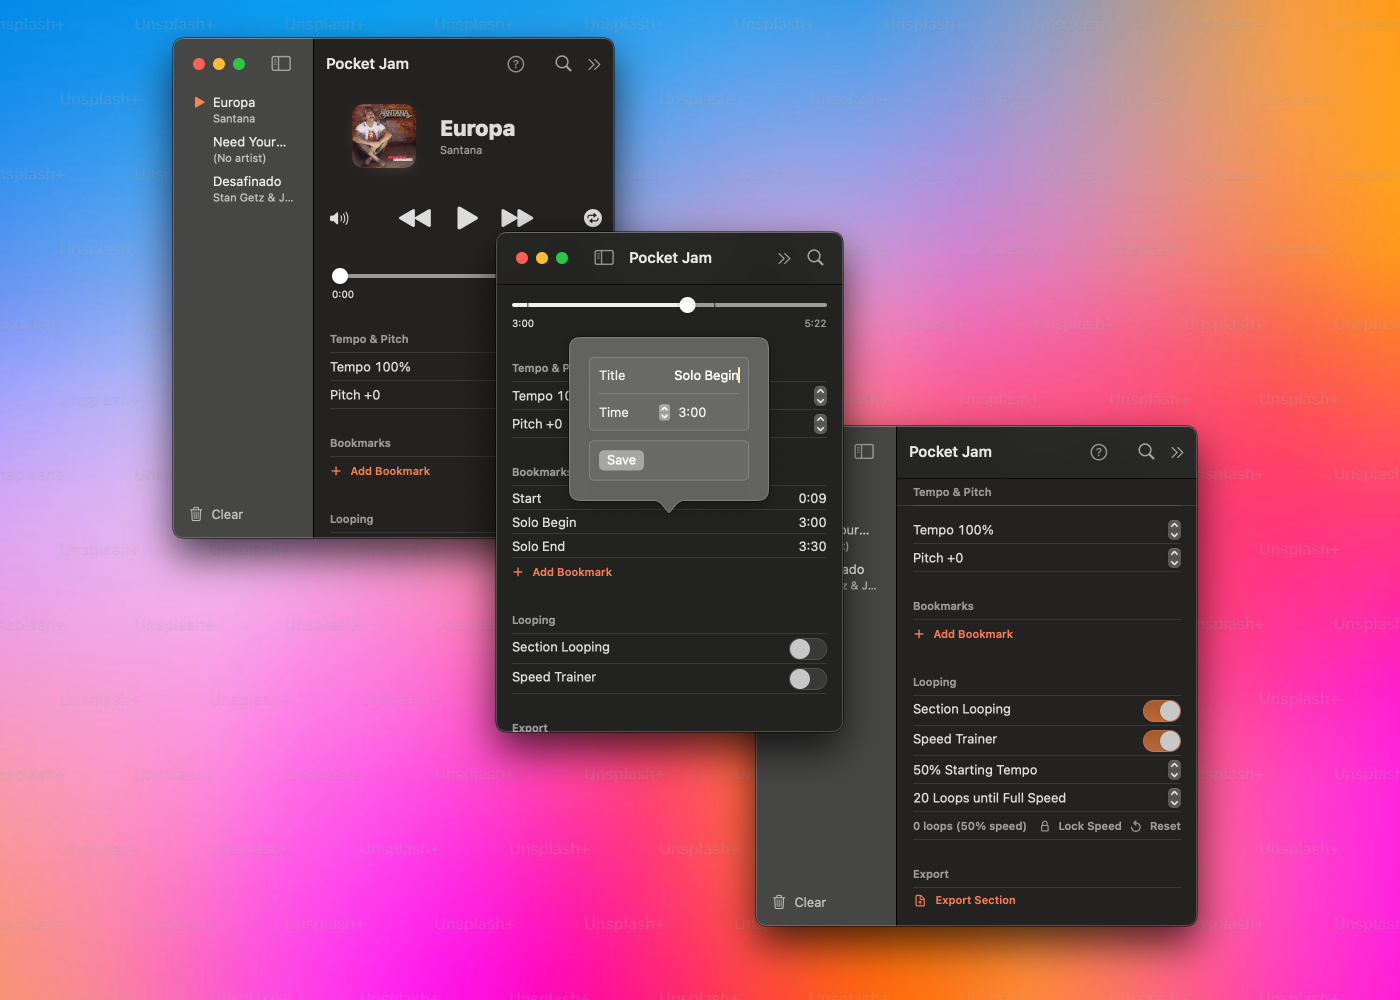 Pocket Jam
Europa
Santana
Need Your...
(No artist)
Desafinado
Stan Getz & J...
Clear
SANTANA
Europa
Santana
0:00
Tempo & Pitch
Tempo 100%
Pitch +0
Bookmarks
+ Add Bookmark
Looping
Pocket Jam
3:00
5:22
Tempo & P
Tempo 10
Pitch +0
Title
Solo Begin
Time
3:00
Save
Bookmarks
Start
0:09
Solo Begin
3:00
Solo End
3:30
+ Add Bookmark
Looping
Section Looping
Speed Trainer
Export
Pocket Jam
our...
t)
ado
z & J...
Clear
Tempo & Pitch
Tempo 100%
Pitch +0
Bookmarks
+ Add Bookmark
Looping
Section Looping
Speed Trainer
50% Starting Tempo
20 Loops until Full Speed
0 loops (50% speed)
Lock Speed
Reset
Export
Export Section
Unsplash+